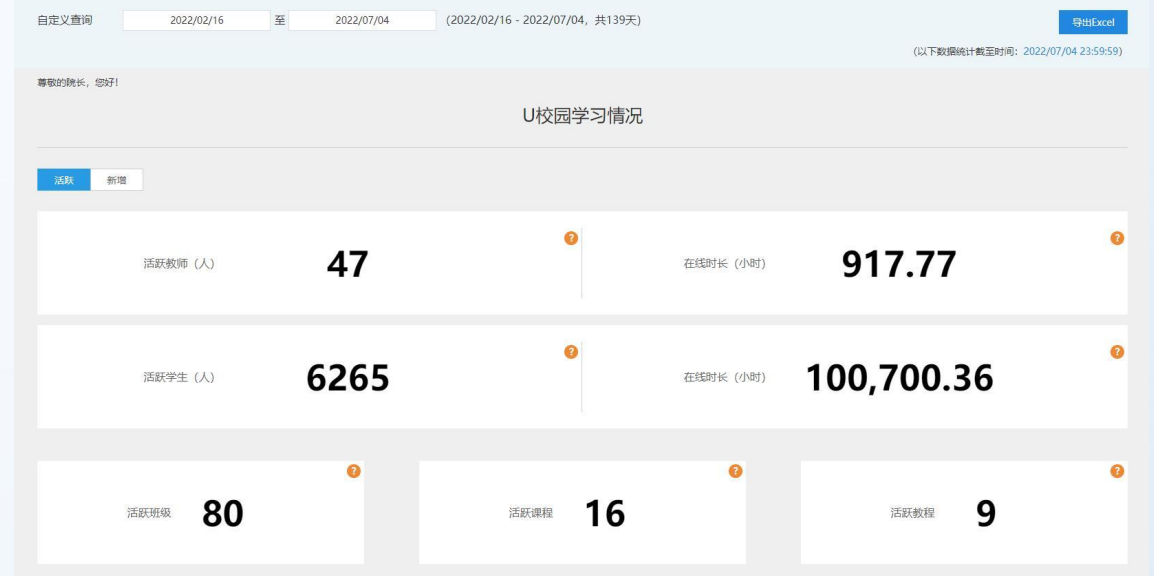 自定义查询 2022/02/16 至 2022/07/04 (2022/02/16 - 2022/07/04，共139天) 导出Excel
(以下数据统计截至时间：2022/07/04 23:59:59)
尊敬的院长，您好！
U校园学习情况
活跃 新增
活跃教师（人） 47 ? 在线时长（小时） 917.77 ?
活跃学生（人） 6265 ? 在线时长（小时） 100,700.36 ?
活跃班级 80 ? 活跃课程 16 ? 活跃教程 9 ?